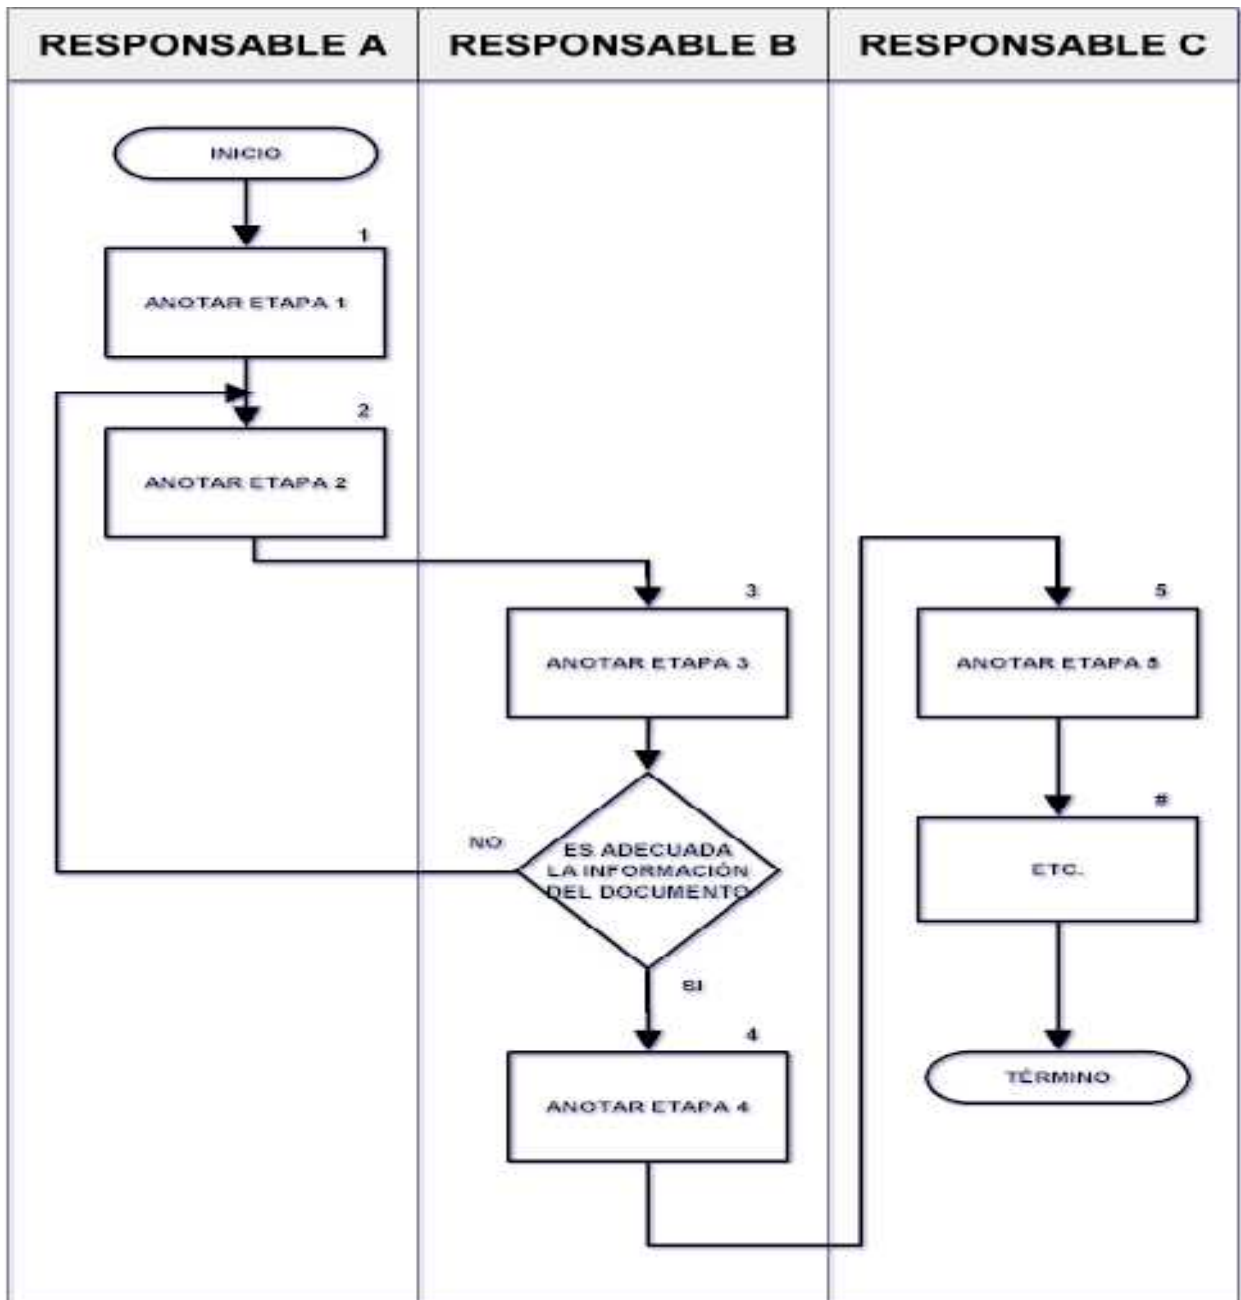 RESPONSABLE A
RESPONSABLE B
RESPONSABLE C
INICIO
1
ANOTAR ETAPA 1
2
ANOTAR ETAPA 2
3
ANOTAR ETAPA 3
NO
ES ADECUADA
LA INFORMACIÓN
DEL DOCUMENTO
SI
4
ANOTAR ETAPA 4
5
ANOTAR ETAPA 5
#
ETC.
TÉRMINO